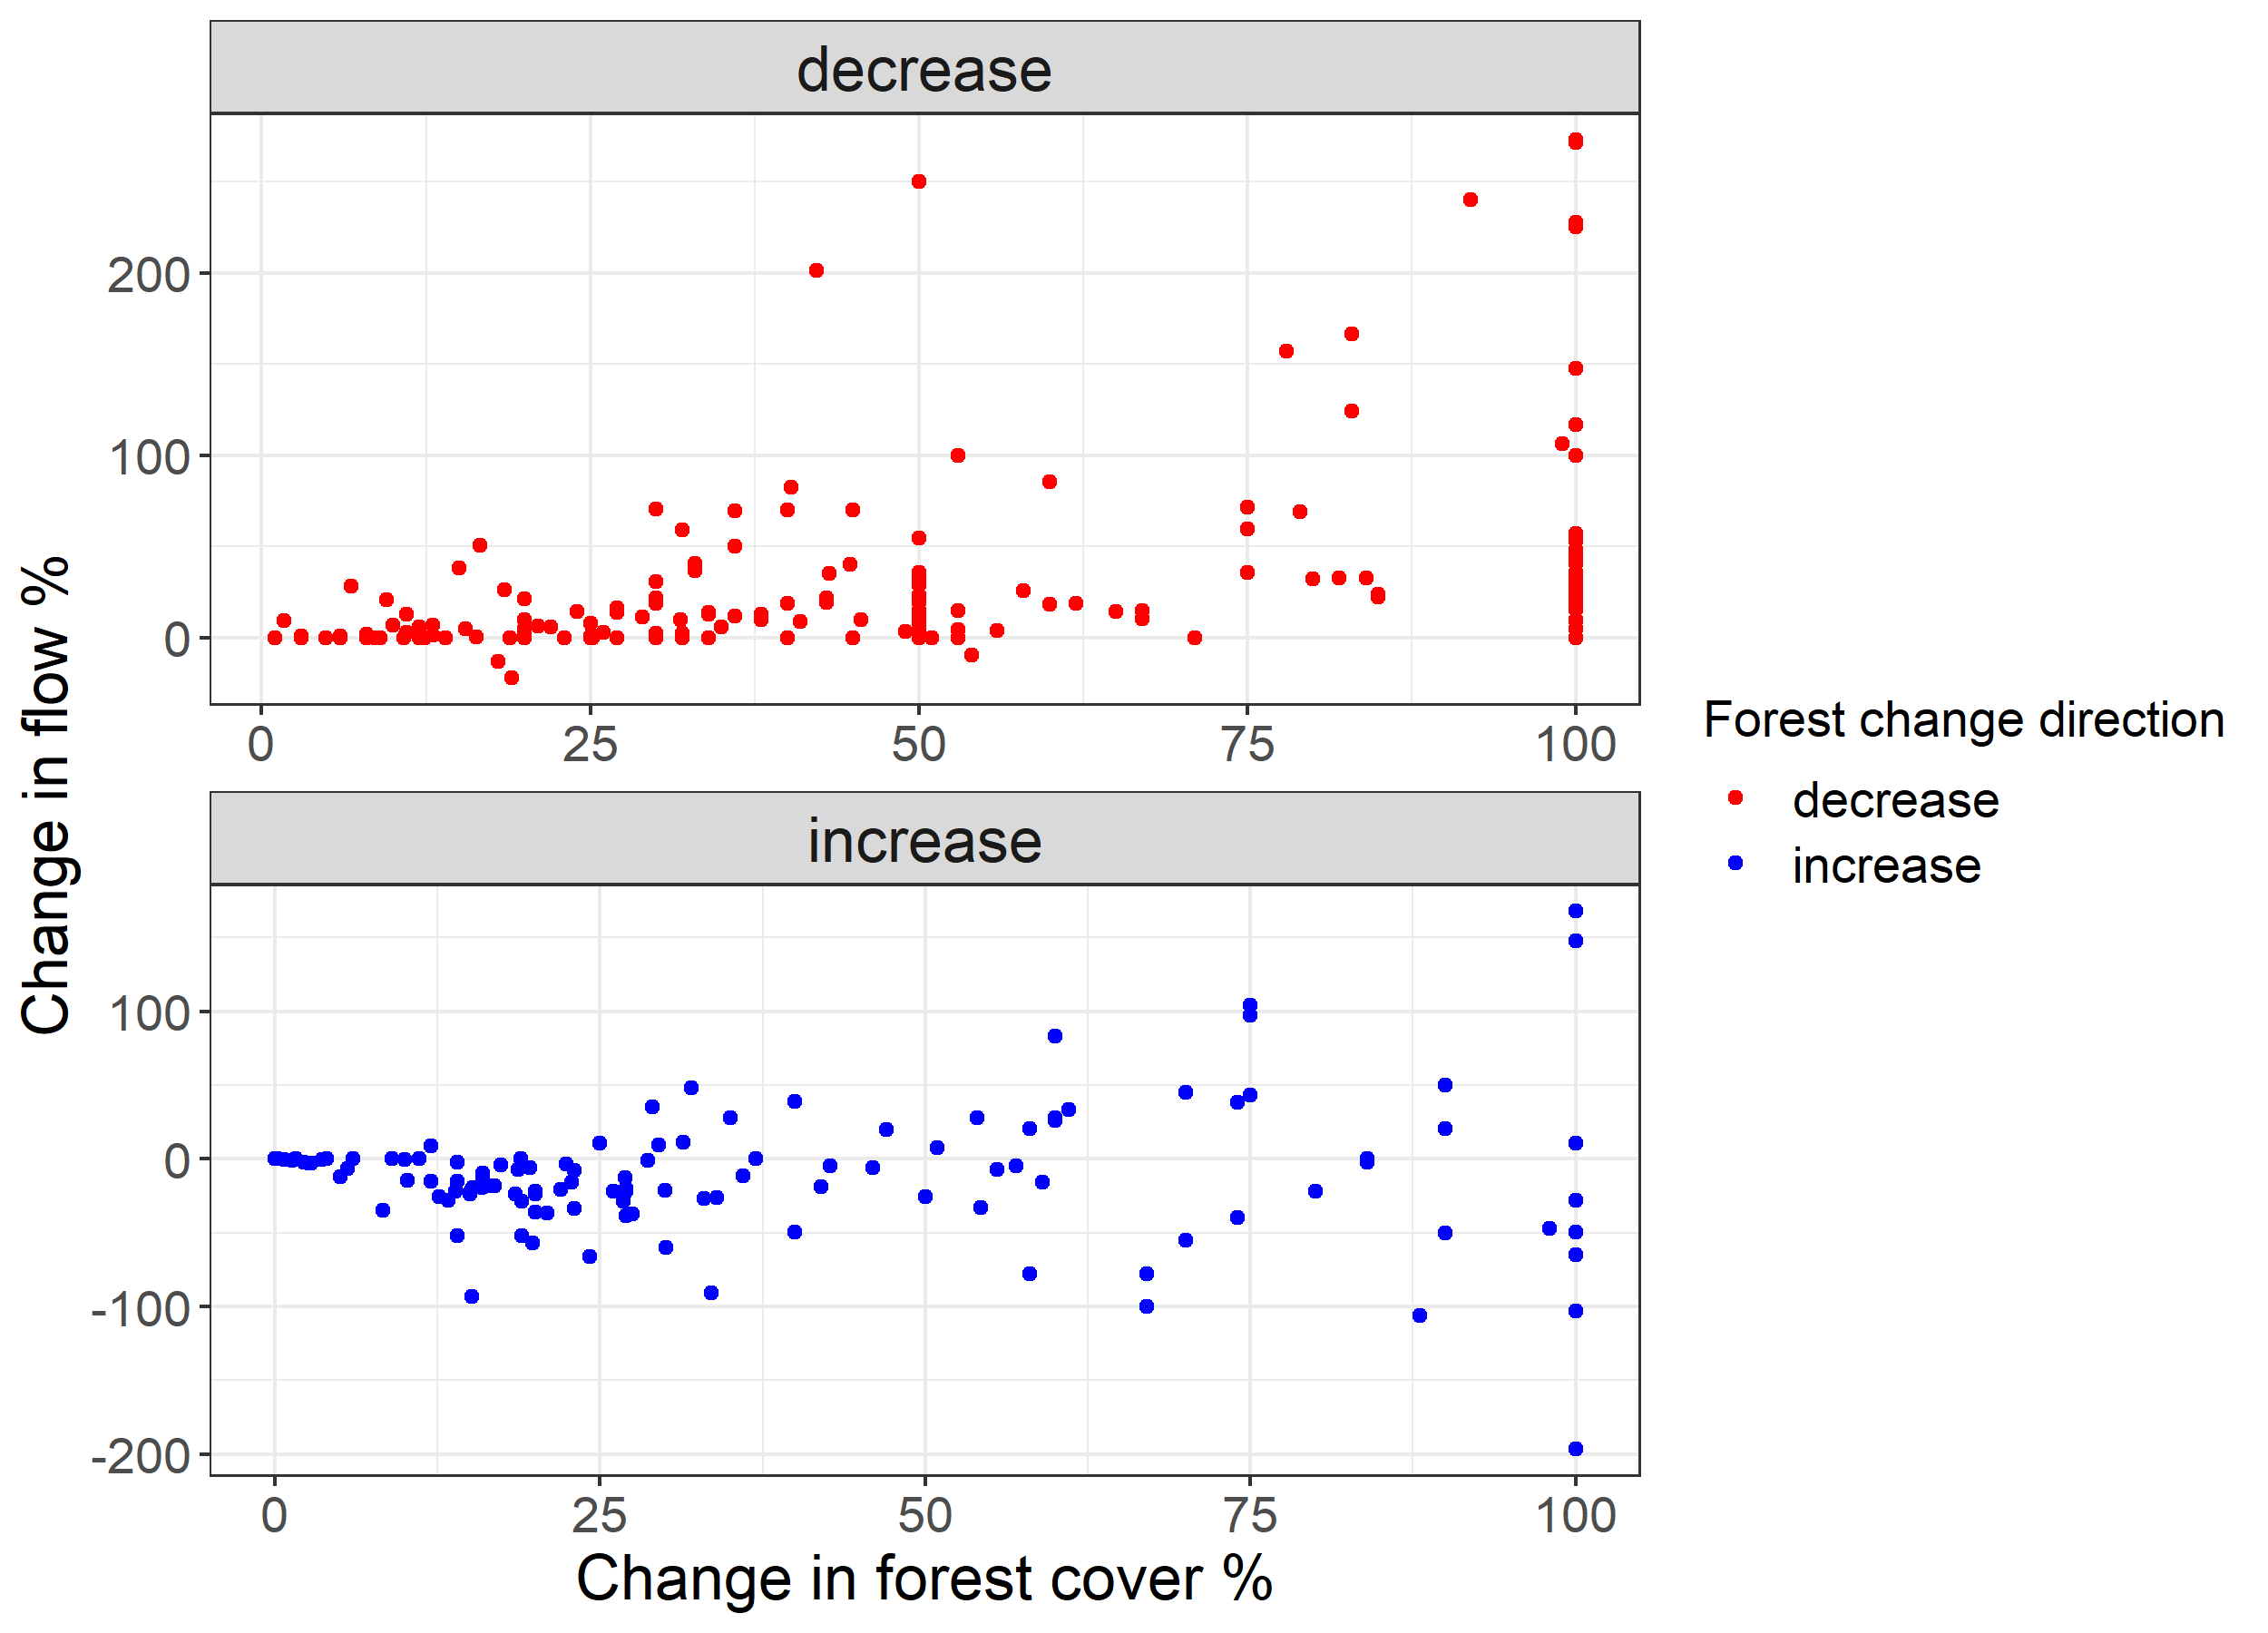 decrease
200
100
0
0 25 50 75 100
increase
100
0
-100
-200
0 25 50 75 100
Change in forest cover %
Change in flow %
Forest change direction
decrease
increase